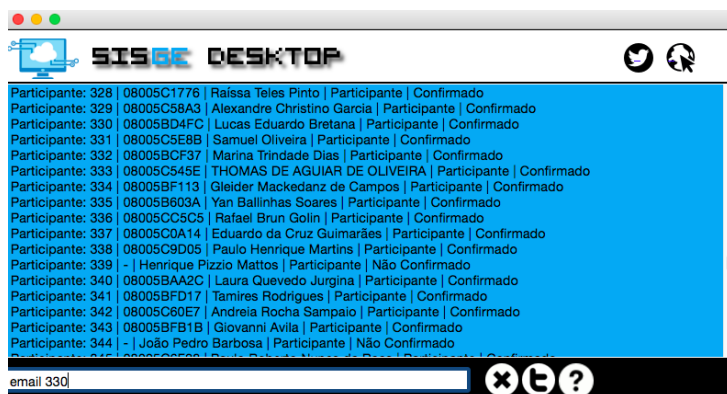 SISGE DESKTOP
Participante: 328 | 08005C1776 | Raíssa Teles Pinto | Participante | Confirmado
Participante: 329 | 08005C58A3 | Alexandre Christino Garcia | Participante | Confirmado
Participante: 330 | 08005BD4FC | Lucas Eduardo Bretana | Participante | Confirmado
Participante: 331 | 08005C5E8B | Samuel Oliveira | Participante | Confirmado
Participante: 332 | 08005BCF37 | Marina Trindade Dias | Participante | Confirmado
Participante: 333 | 08005C545E | THOMAS DE AGUIAR DE OLIVEIRA | Participante | Confirmado
Participante: 334 | 08005BF113 | Gleider Mackedanz de Campos | Participante | Confirmado
Participante: 335 | 08005B603A | Yan Ballinhas Soares | Participante | Confirmado
Participante: 336 | 08005CC5C5 | Rafael Brun Golin | Participante | Confirmado
Participante: 337 | 08005C0A14 | Eduardo da Cruz Guimarães | Participante | Confirmado
Participante: 338 | 08005C9D05 | Paulo Henrique Martins | Participante | Confirmado
Participante: 339 | - | Henrique Pizzio Mattos | Participante | Não Confirmado
Participante: 340 | 08005BAA2C | Laura Quevedo Jurgina | Participante | Confirmado
Participante: 341 | 08005BFD17 | Tamires Rodrigues | Participante | Confirmado
Participante: 342 | 08005C60E7 | Andreia Rocha Sampaio | Participante | Confirmado
Participante: 343 | 08005BFB1B | Giovanni Avila | Participante | Confirmado
Participante: 344 | - | João Pedro Barbosa | Participante | Não Confirmado
email 330